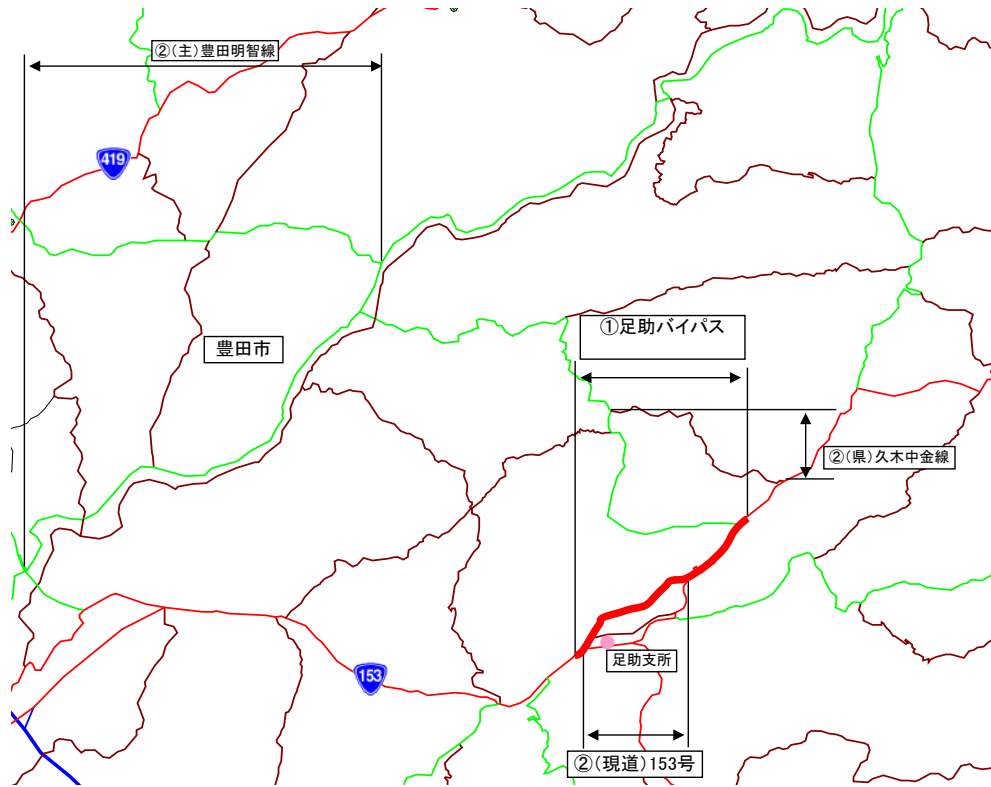 ②(主)豊田明智線
419
①足助バイパス
豊田市
②(県)久木中金線
足助支所
153
②(現道)153号